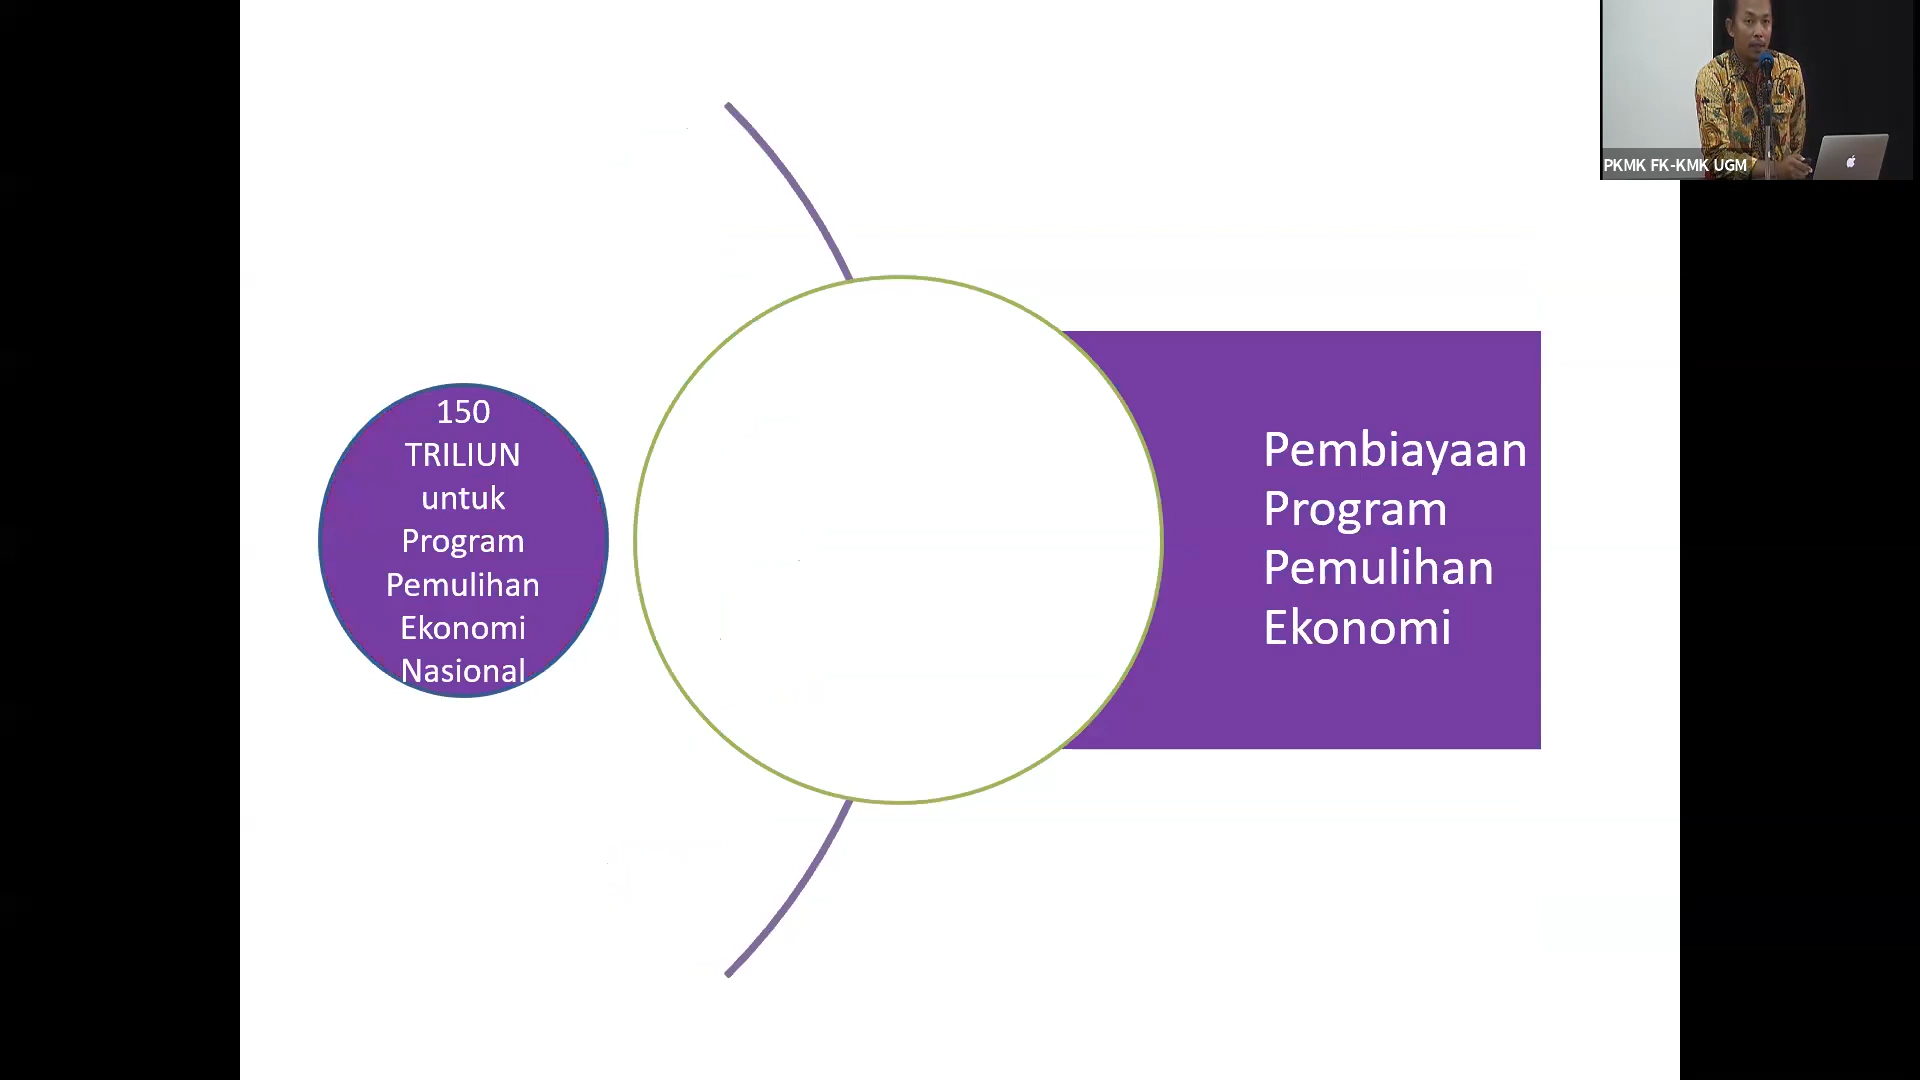 PKMK FK-KMK UGM
150
TRILIUN
untuk
Program
Pemulihan
Ekonomi
Nasional
Pembiayaan
Program
Pemulihan
Ekonomi